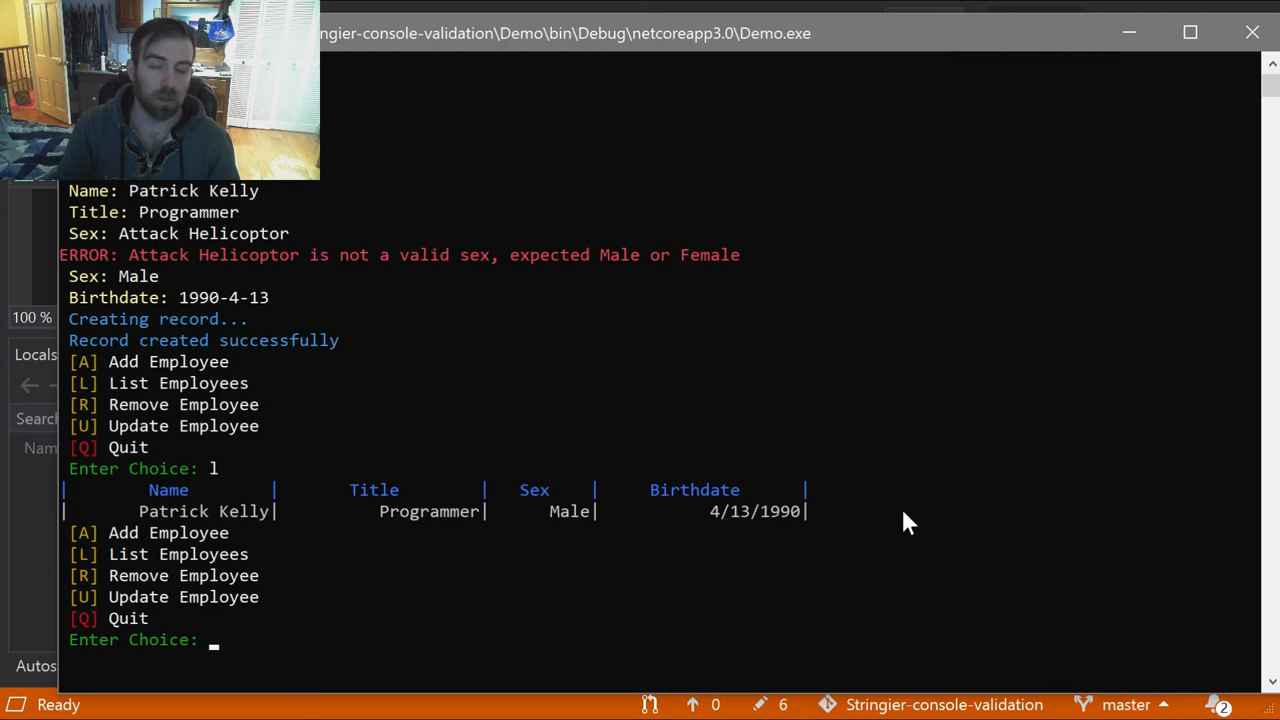 ngier-console-validation\Demo\bin\Debug\netcoreapp3.0\Demo.exe
Name: Patrick Kelly
Title: Programmer
Sex: Attack Helicoptor
ERROR: Attack Helicoptor is not a valid sex, expected Male or Female
Sex: Male
Birthdate: 1990-4-13
Creating record...
Record created successfully
[A] Add Employee
[L] List Employees
[R] Remove Employee
[U] Update Employee
[Q] Quit
Enter Choice: l
| Name | Title | Sex | Birthdate |
| Patrick Kelly| Programmer| Male| 4/13/1990|
[A] Add Employee
[L] List Employees
[R] Remove Employee
[U] Update Employee
[Q] Quit
Enter Choice:
100 %
Locals
Searc
Nam
Autos
Ready 0 6 Stringier-console-validation master 2